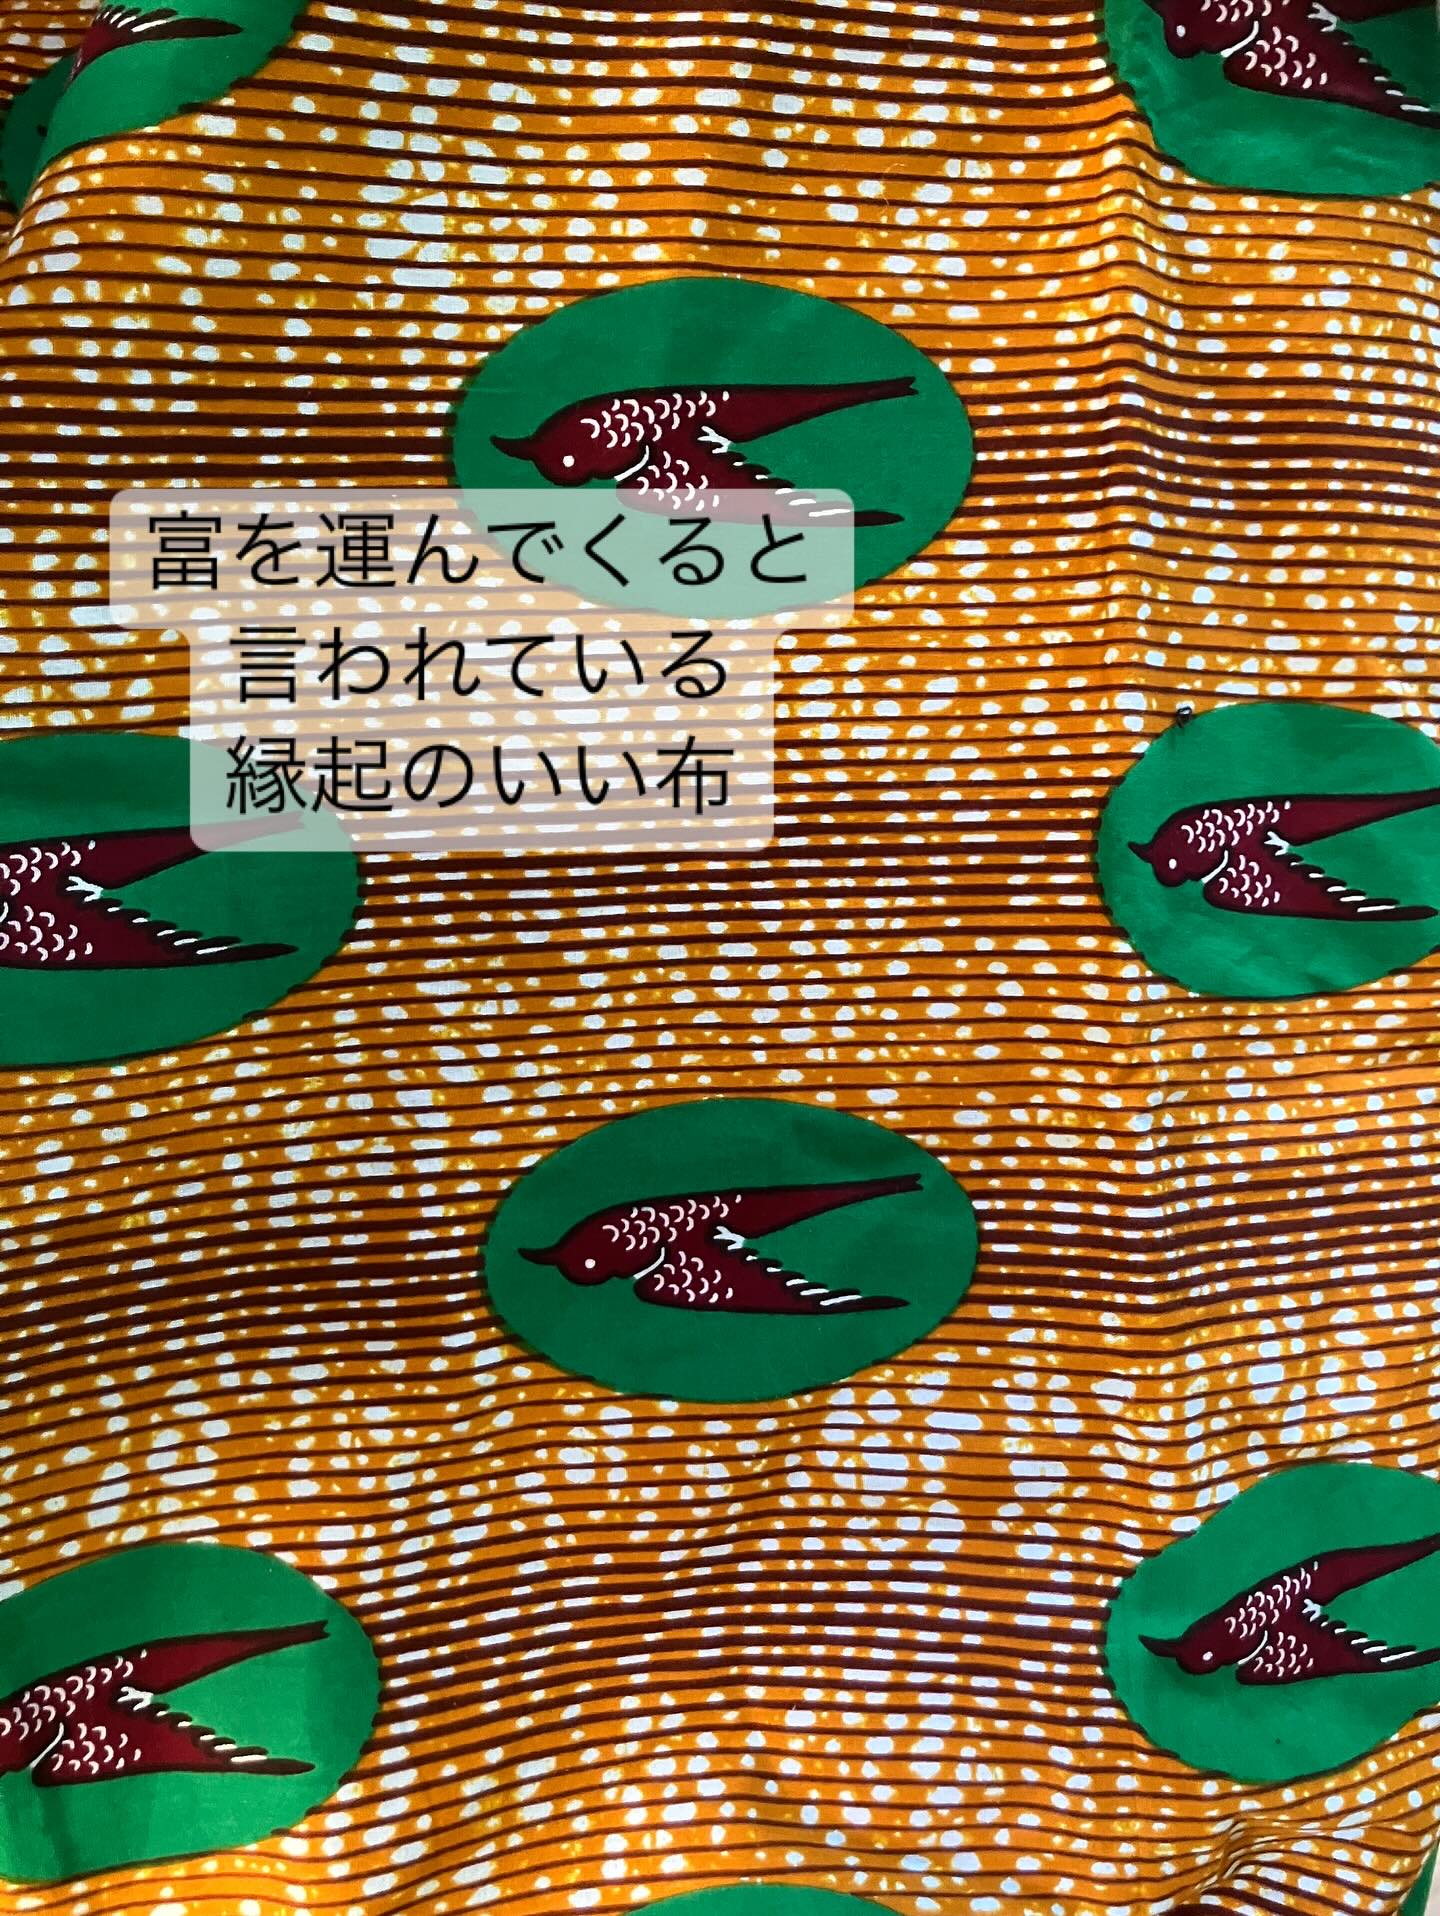 富を運んでくると
言われている
縁起のいい布